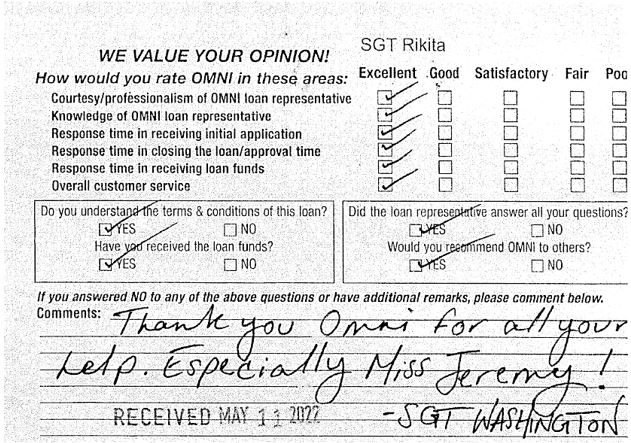 SGT Rikita
WE VALUE YOUR OPINION!
How would you rate OMNI in these areas: Excellent Good Satisfactory Fair Poo
Courtesy/professionalism of OMNI loan representative
Knowledge of OMNI loan representative
Response time in receiving initial application
Response time in closing the loan/approval time
Response time in receiving loan funds
Overall customer service
Do you understand the terms & conditions of this loan?
YES NO
Have you received the loan funds?
YES NO
Did the loan representative answer all your questions?
YES NO
Would you recommend OMNI to others?
YES NO
If you answered NO to any of the above questions or have additional remarks, please comment below.
Comments: Thank you Omni for all your
help. Especially Miss Jeremy!
RECEIVED MAY 11 2022 -SGT WASHINGTON